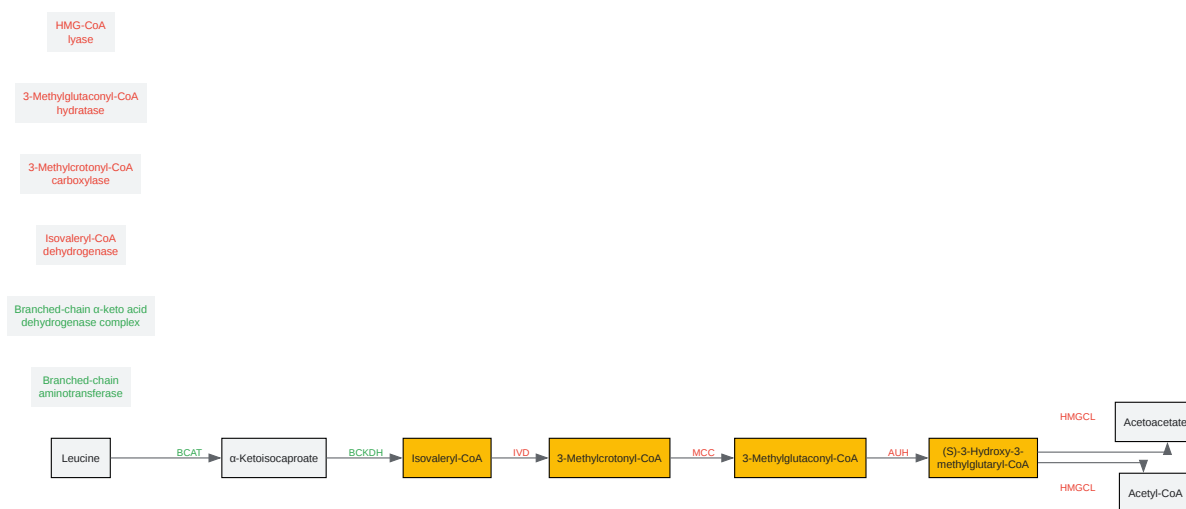 HMG-CoA
lyase
3-Methylglutaconyl-CoA
hydratase
3-Methylcrotonyl-CoA
carboxylase
Isovaleryl-CoA
dehydrogenase
Branched-chain α-keto acid
dehydrogenase complex
Branched-chain
aminotransferase
Leucine
BCAT
α-Ketoisocaproate
BCKDH
Isovaleryl-CoA
IVD
3-Methylcrotonyl-CoA
MCC
3-Methylglutaconyl-CoA
AUH
(S)-3-Hydroxy-3-
methylglutaryl-CoA
HMGCL
Acetoacetate
HMGCL
Acetyl-CoA